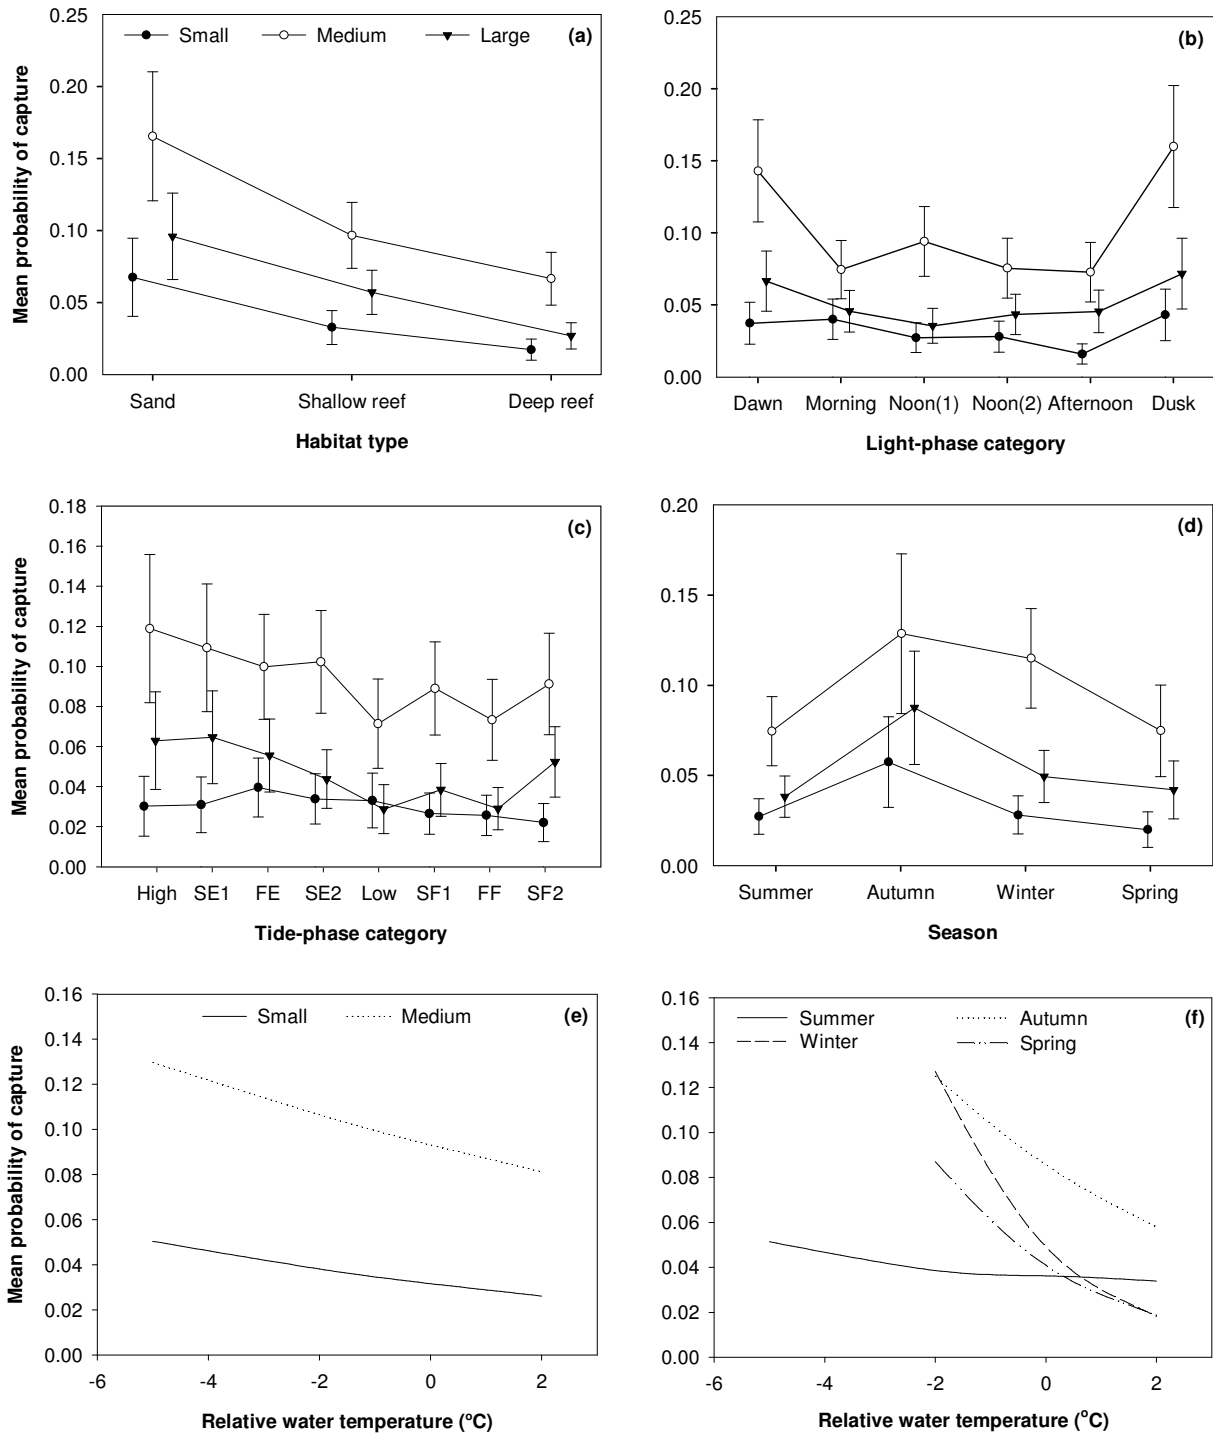 0.25
0.20
0.15
0.10
0.05
0.00
Mean probability of capture
Small Medium Large (a)
Sand Shallow reef Deep reef
Habitat type
0.25
0.20
0.15
0.10
0.05
0.00
(b)
Dawn Morning Noon(1) Noon(2) Afternoon Dusk
Light-phase category
0.18
0.16
0.14
0.12
0.10
0.08
0.06
0.04
0.02
0.00
Mean probability of capture
(c)
High SE1 FE SE2 Low SF1 FF SF2
Tide-phase category
0.20
0.15
0.10
0.05
0.00
(d)
Summer Autumn Winter Spring
Season
0.16
0.14
0.12
0.10
0.08
0.06
0.04
0.02
0.00
Mean probability of capture
Small Medium (e)
-6 -4 -2 0 2
Relative water temperature (ºC)
0.16
0.14
0.12
0.10
0.08
0.06
0.04
0.02
0.00
Summer Autumn (f)
Winter Spring
-6 -4 -2 0 2
Relative water temperature (°C)